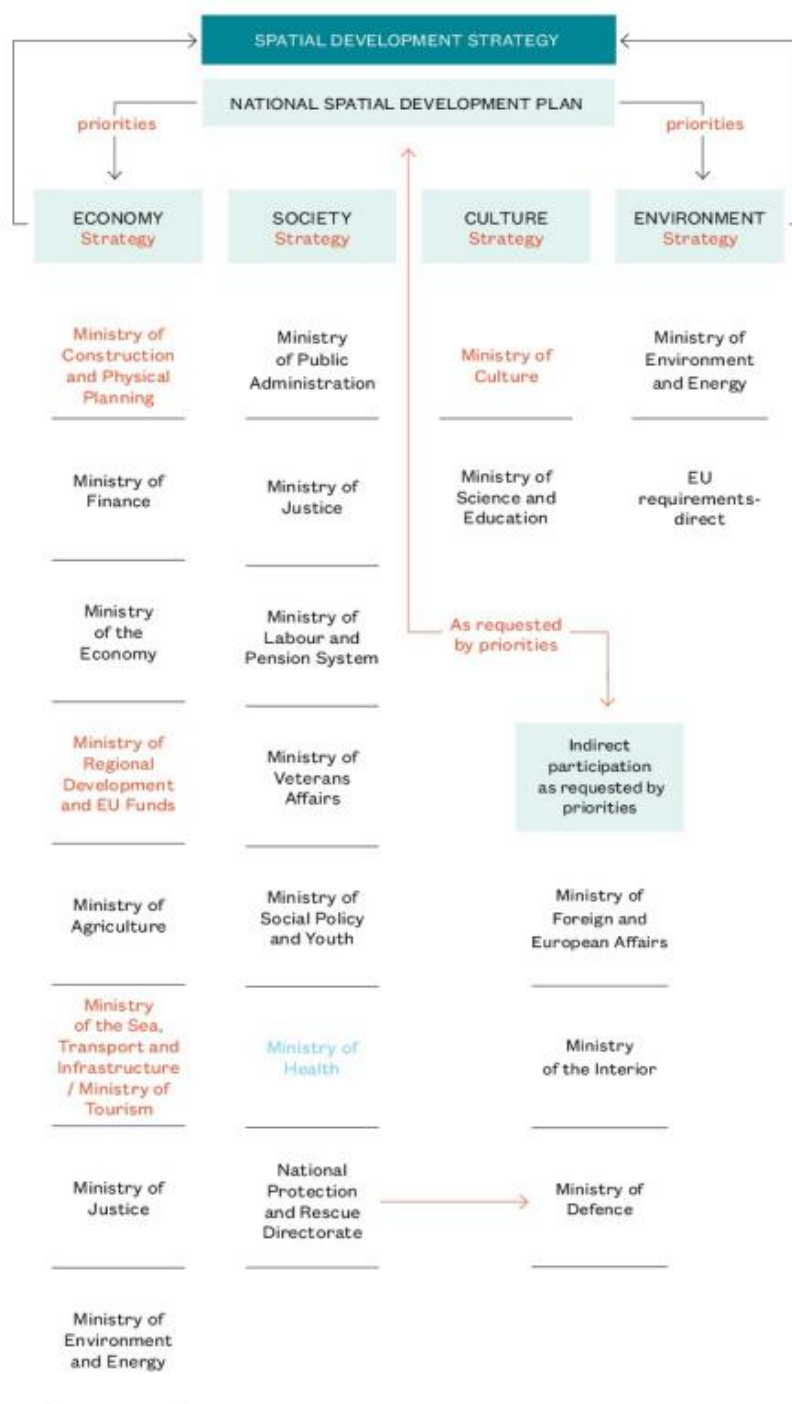 SPATIAL DEVELOPMENT STRATEGY
NATIONAL SPATIAL DEVELOPMENT PLAN
priorities
priorities
ECONOMY
Strategy
SOCIETY
Strategy
CULTURE
Strategy
ENVIRONMENT
Strategy
Ministry of
Construction
and Physical
Planning
Ministry
of Public
Administration
Ministry of
Culture
Ministry of
Environment
and Energy
Ministry of
Finance
Ministry of
Justice
Ministry of
Science and
Education
EU
requirements-
direct
Ministry
of the
Economy
Ministry of
Labour and
Pension System
As requested
by priorities
Ministry of
Regional
Development
and EU Funds
Ministry of
Veterans
Affairs
Indirect
participation
as requested by
priorities
Ministry of
Agriculture
Ministry of
Social Policy
and Youth
Ministry of
Foreign and
European Affairs
Ministry
of the Sea,
Transport and
Infrastructure
/ Ministry of
Tourism
Ministry of
Health
Ministry
of the Interior
Ministry of
Justice
National
Protection
and Rescue
Directorate
Ministry of
Defence
Ministry of
Environment
and Energy